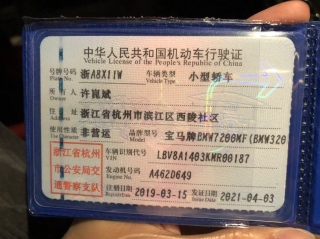 中华人民共和国机动车行驶证
Vehicle License of the People's Republic of China
号牌号码 浙A8X11W 车辆类型 小型轿车
Plate No. Vehicle Type
所有人 许崑斌
Owner
住址 浙江省杭州市滨江区西陵社区
Address
使用性质 非营运 品牌型号 宝马牌BMW7200MF(BMW320
Use Character Model
浙江省杭州 车辆识别代号 LBV8A1403KMR00187
VIN
市公安局交 发动机号码 A462D649
Engine No.
通警察支队 注册日期 2019-03-15 发证日期 2021-04-03
Register Date Issue Date